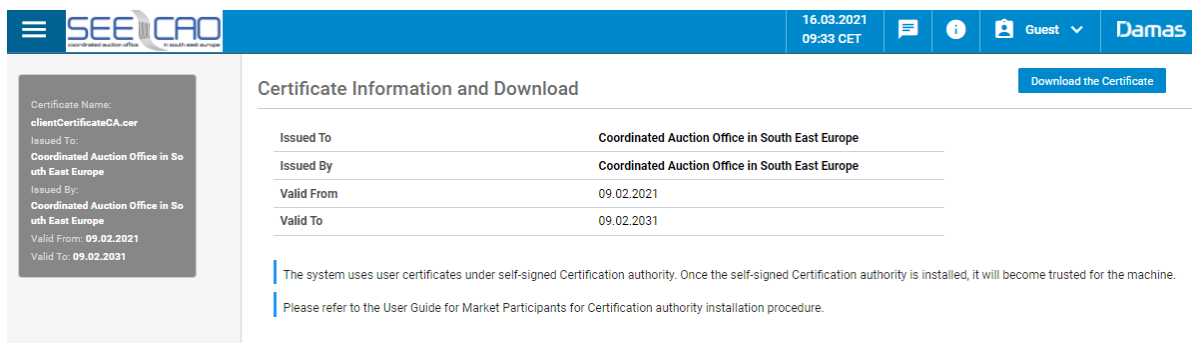 SEE CAO
coordinated auction office in south east europe
16.03.2021
09:33 CET
Guest
Damas
Certificate Name:
clientCertificateCA.cer
Issued To:
Coordinated Auction Office in So
uth East Europe
Issued By:
Coordinated Auction Office in So
uth East Europe
Valid From: 09.02.2021
Valid To: 09.02.2031
Certificate Information and Download
Download the Certificate
Issued To Coordinated Auction Office in South East Europe
Issued By Coordinated Auction Office in South East Europe
Valid From 09.02.2021
Valid To 09.02.2031
The system uses user certificates under self-signed Certification authority. Once the self-signed Certification authority is installed, it will become trusted for the machine.
Please refer to the User Guide for Market Participants for Certification authority installation procedure.